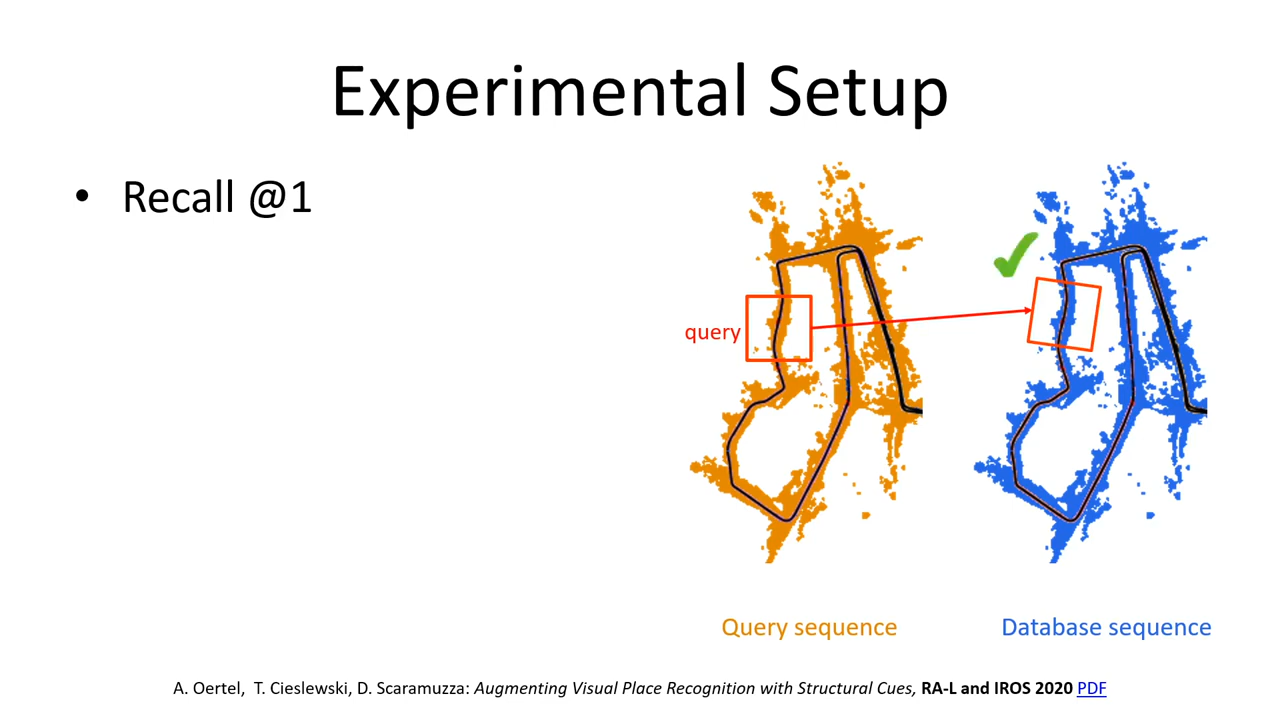 Experimental Setup
• Recall @1
query
Query sequence
Database sequence
A. Oertel, T. Cieslewski, D. Scaramuzza: Augmenting Visual Place Recognition with Structural Cues, RA-L and IROS 2020 PDF